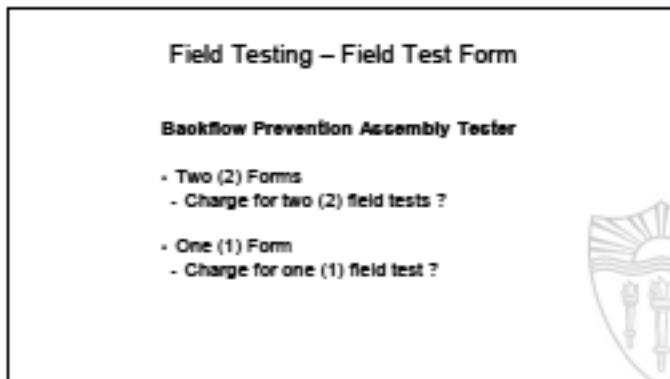 Field Testing – Field Test Form
Backflow Prevention Assembly Tester
- Two (2) Forms
- Charge for two (2) field tests ?
- One (1) Form
- Charge for one (1) field test ?